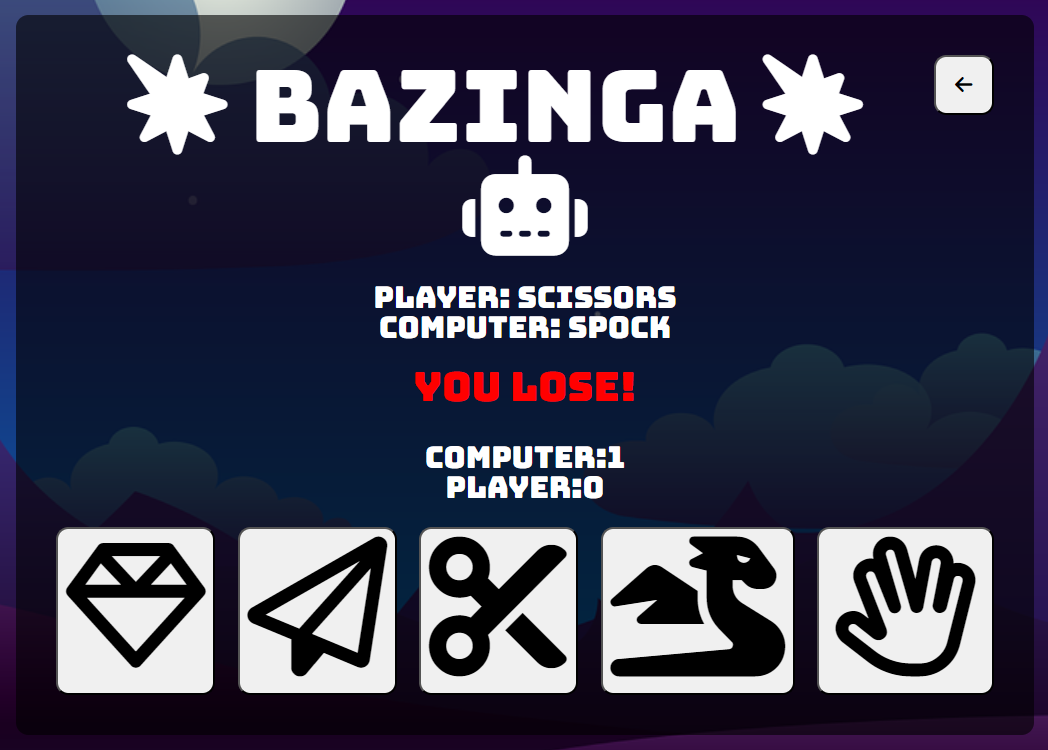 BAZINGA
PLAYER: SCISSORS
COMPUTER: SPOCK
YOU LOSE!
COMPUTER:1
PLAYER:0